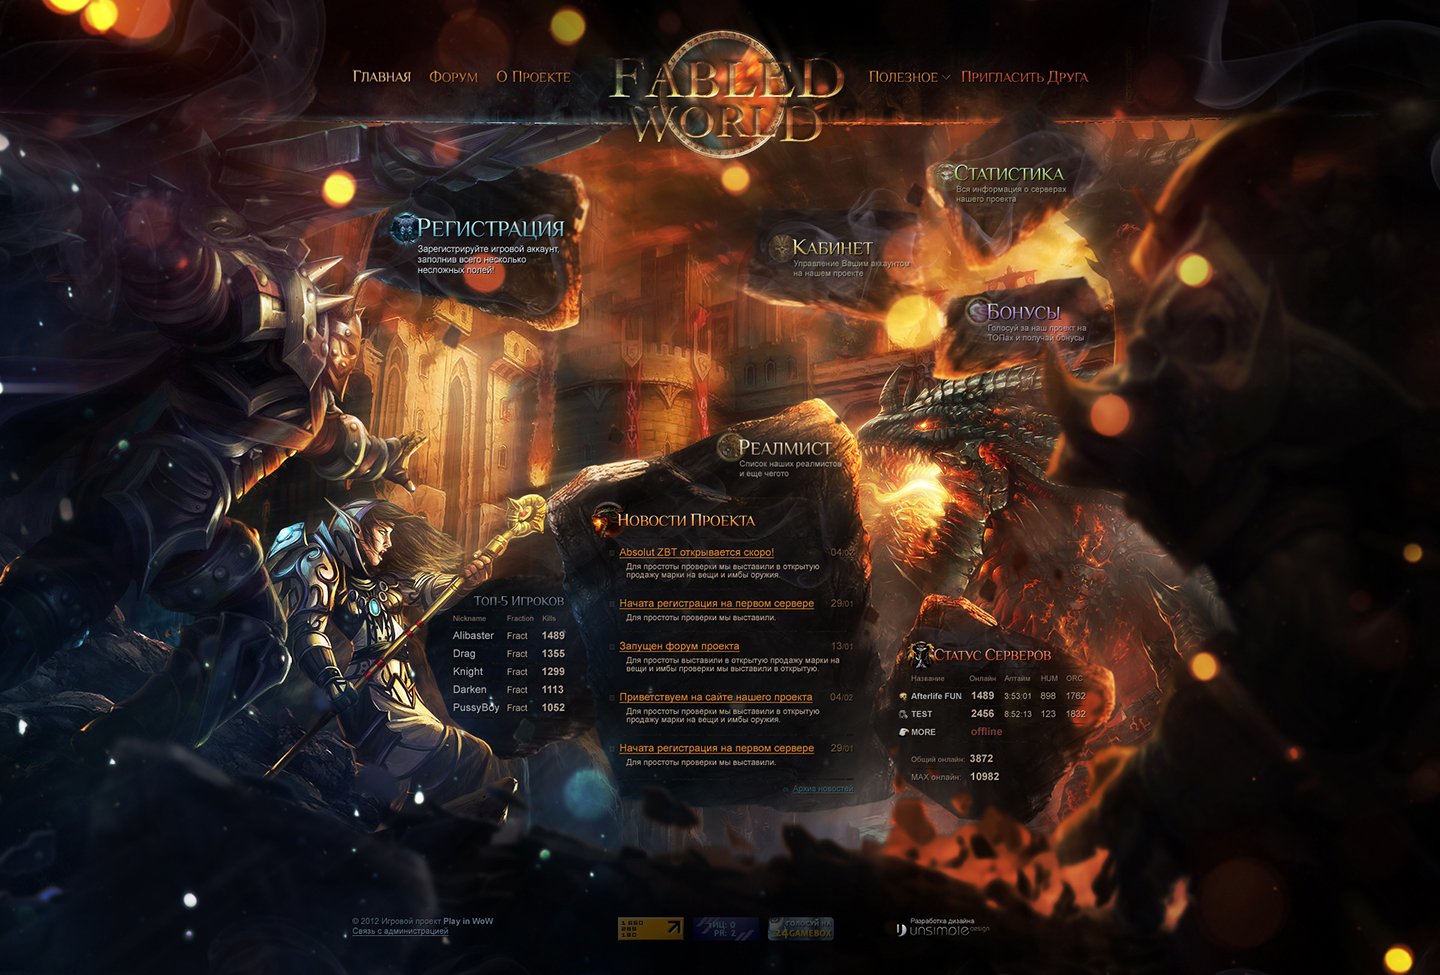 Главная Форум О Проекте
FABLED WORLD
Полезное Пригласить Друга
Регистрация
Зарегистрируйте игровой аккаунт,
заполнив всего несколько
несложных полей!
Статистика
Вся информация о серверах
нашего проекта
Кабинет
Управление Вашим аккаунтом
на нашем проекте
Бонусы
Голосуй за наш проект на
ТОПах и получай бонусы
Реалмист
Список наших реалмистов
и еще чегото
Новости Проекта
Absolut ZBT открывается скоро! 04/02
Для простоты проверки мы выставили в открытую
продажу марки на вещи и имбы оружия.
Начата регистрация на первом сервере 29/01
Для простоты проверки мы выставили.
Запущен форум проекта 13/01
Для простоты выставили в открытую продажу марки на
вещи и имбы проверки мы выставили в открытую.
Приветствуем на сайте нашего проекта 04/02
Для простоты проверки мы выставили в открытую
продажу марки на вещи и имбы оружия.
Начата регистрация на первом сервере 29/01
Для простоты проверки мы выставили.
Архив новостей
Топ-5 Игроков
Nickname Fraction Kills
Alibaster Fract 1489
Drag Fract 1355
Knight Fract 1299
Darken Fract 1113
PussyBoy Fract 1052
Статус Серверов
Название Онлайн Аптайм HUM ORC
Afterlife FUN 1489 3:53:01 898 1762
TEST 2456 8:52:13 123 1832
MORE offline
Общий онлайн: 3872
MAX онлайн: 10982
© 2012 Игровой проект Play in WoW
Связь с администрацией
ТИЦ: 0
PR: 2
ГОЛОСУЙ НА
24GAMEBOX
Разработка дизайна
unsimple design